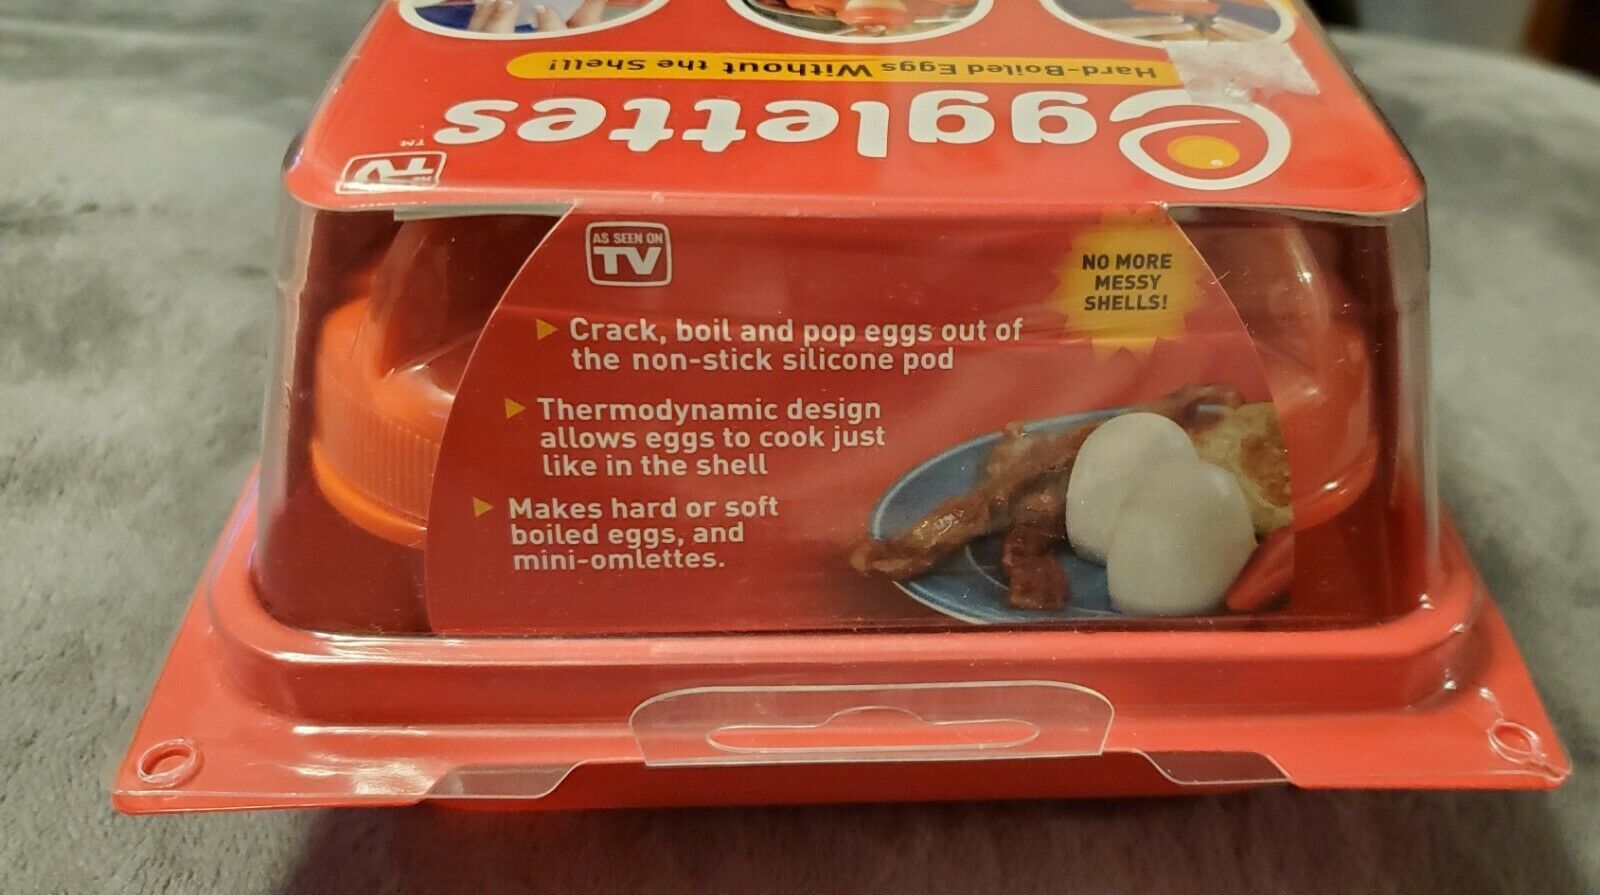 Hard-Boiled Eggs Without the Shell!
Egglettes™
TV
AS SEEN ON
TV
NO MORE
MESSY
SHELLS!
Crack, boil and pop eggs out of
the non-stick silicone pod
Thermodynamic design
allows eggs to cook just
like in the shell
Makes hard or soft
boiled eggs, and
mini-omlettes.